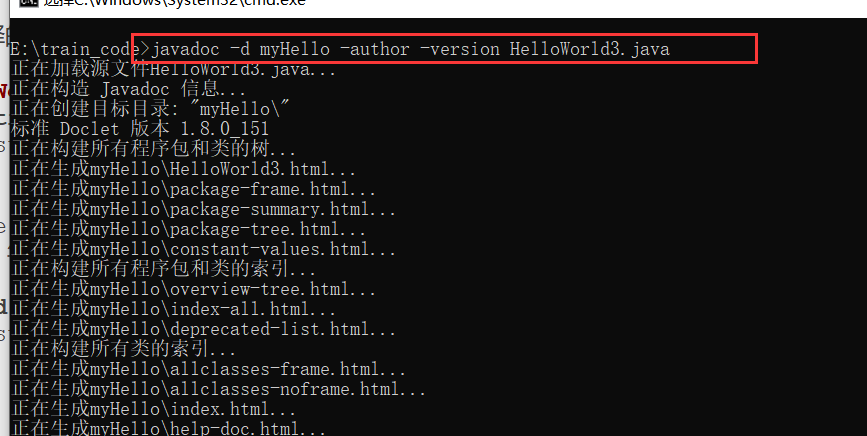 选择C:\Windows\system32\cmd.exe
E:\train_code>javadoc -d myHello -author -version HelloWorld3.java
正在加载源文件HelloWorld3.java...
正在构造 Javadoc 信息...
正在创建目标目录: "myHello\"
标准 Doclet 版本 1.8.0_151
正在构建所有程序包和类的树...
正在生成myHello\HelloWorld3.html...
正在生成myHello\package-frame.html...
正在生成myHello\package-summary.html...
正在生成myHello\package-tree.html...
正在生成myHello\constant-values.html...
正在构建所有程序包和类的索引...
正在生成myHello\overview-tree.html...
正在生成myHello\index-all.html...
正在生成myHello\deprecated-list.html...
正在构建所有类的索引...
正在生成myHello\allclasses-frame.html...
正在生成myHello\allclasses-noframe.html...
正在生成myHello\index.html...
正在生成myHello\help-doc.html...